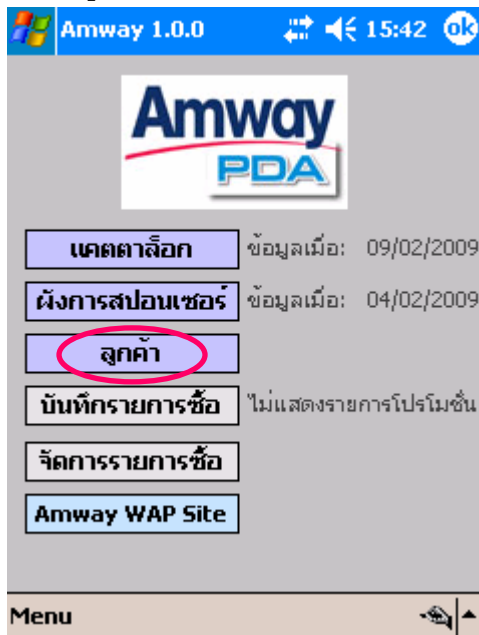 Amway 1.0.0 15:42 ok
Amway
PDA
แคตตาล็อก ข้อมูลเมื่อ: 09/02/2009
ผังการสปอนเซอร์ ข้อมูลเมื่อ: 04/02/2009
ลูกค้า
บันทึกรายการซื้อ ไม่แสดงรายการโปรโมชั่น
จัดการรายการซื้อ
Amway WAP Site
Menu